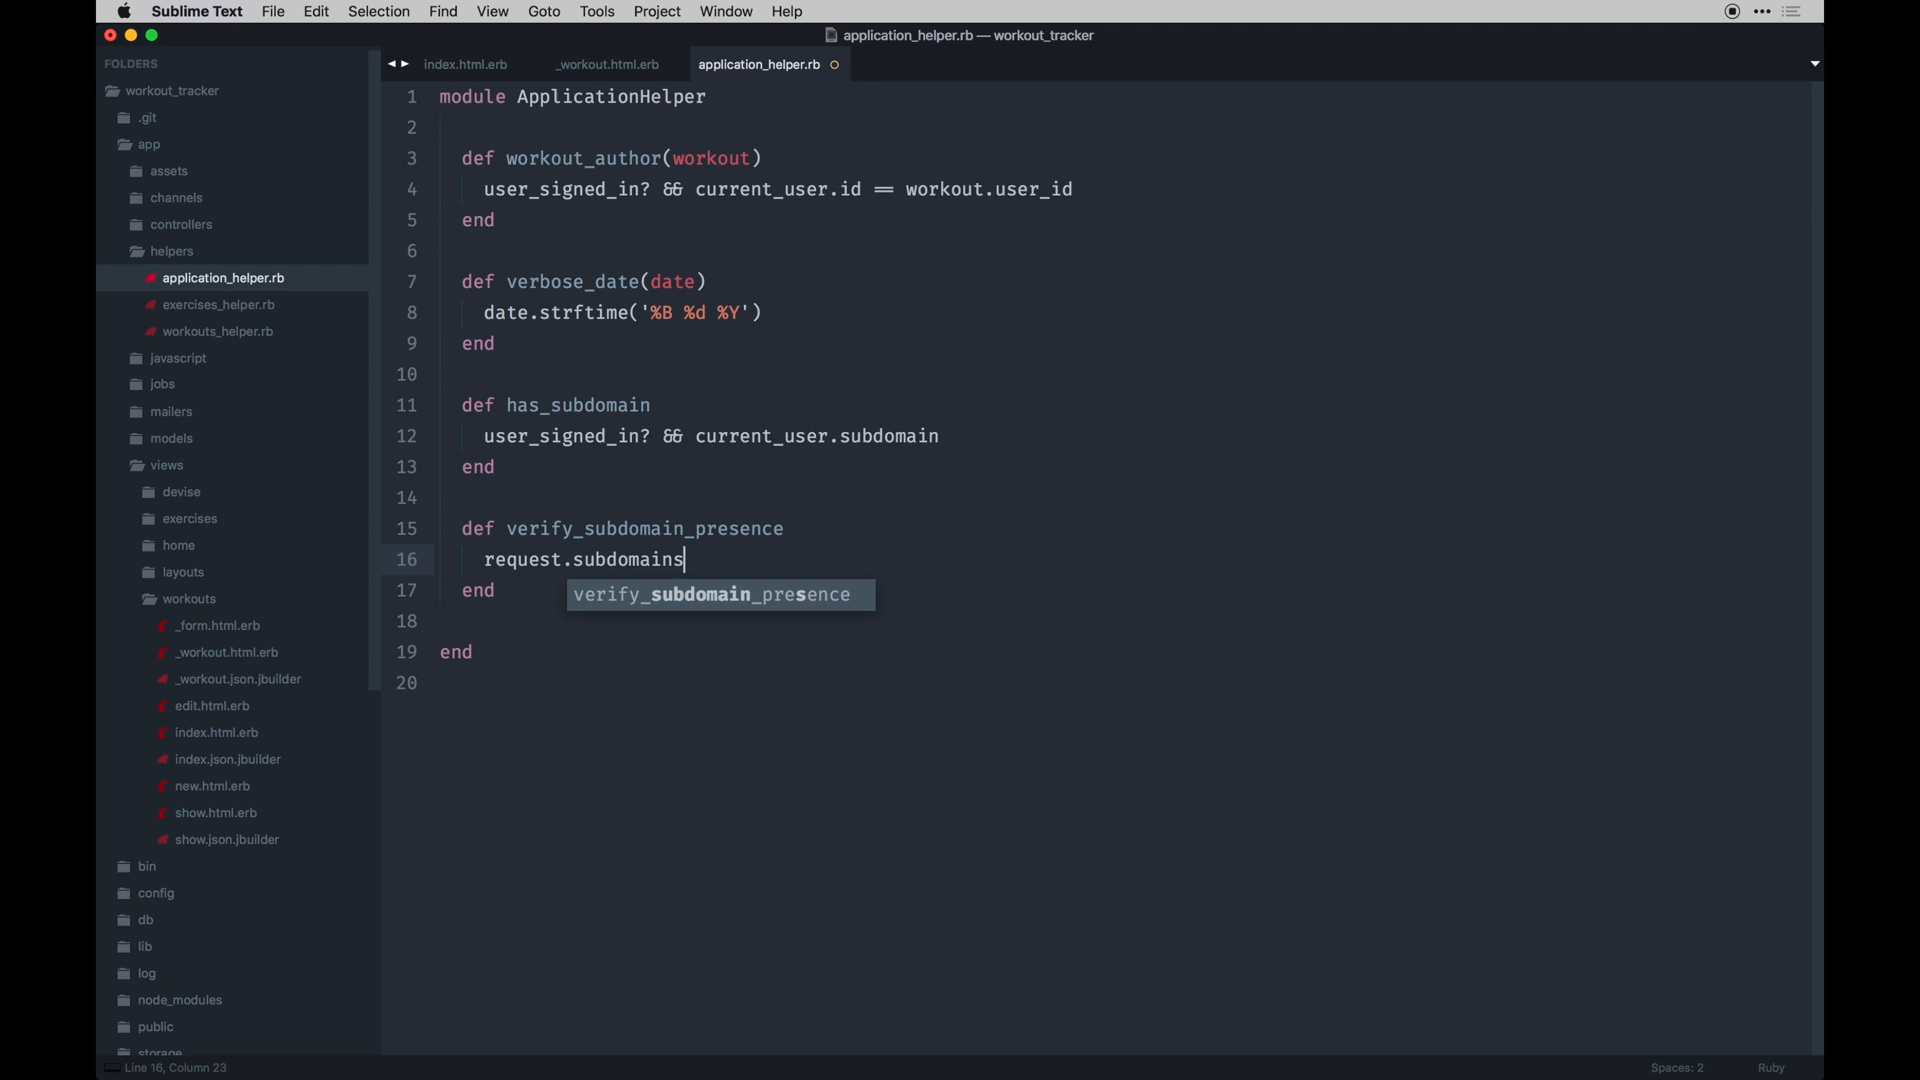 Sublime Text File Edit Selection Find View Goto Tools Project Window Help
application_helper.rb — workout_tracker
FOLDERS
workout_tracker
.git
app
assets
channels
controllers
helpers
application_helper.rb
exercises_helper.rb
workouts_helper.rb
javascript
jobs
mailers
models
views
devise
exercises
home
layouts
workouts
_form.html.erb
_workout.html.erb
_workout.json.jbuilder
edit.html.erb
index.html.erb
index.json.jbuilder
new.html.erb
show.html.erb
show.json.jbuilder
bin
config
db
lib
log
node_modules
public
storage
index.html.erb _workout.html.erb application_helper.rb
1 module ApplicationHelper
2
3 def workout_author(workout)
4 user_signed_in? && current_user.id == workout.user_id
5 end
6
7 def verbose_date(date)
8 date.strftime('%B %d %Y')
9 end
10
11 def has_subdomain
12 user_signed_in? && current_user.subdomain
13 end
14
15 def verify_subdomain_presence
16 request.subdomains
17 end
verify_subdomain_presence
18
19 end
20
Line 16, Column 23 Spaces: 2 Ruby